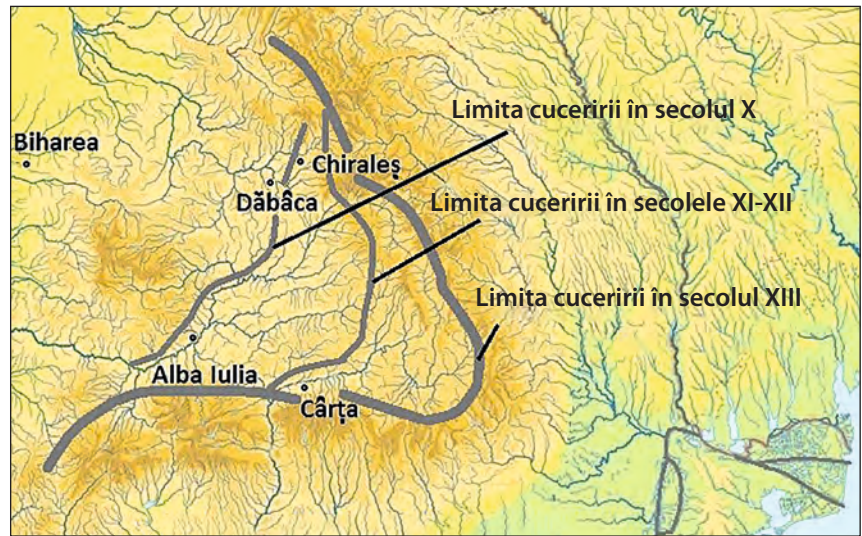 Limita cuceririi în secolul X
Biharea
Chiraleș
Dăbâca
Limita cuceririi în secolele XI-XII
Limita cuceririi în secolul XIII
Alba Iulia
Cârța